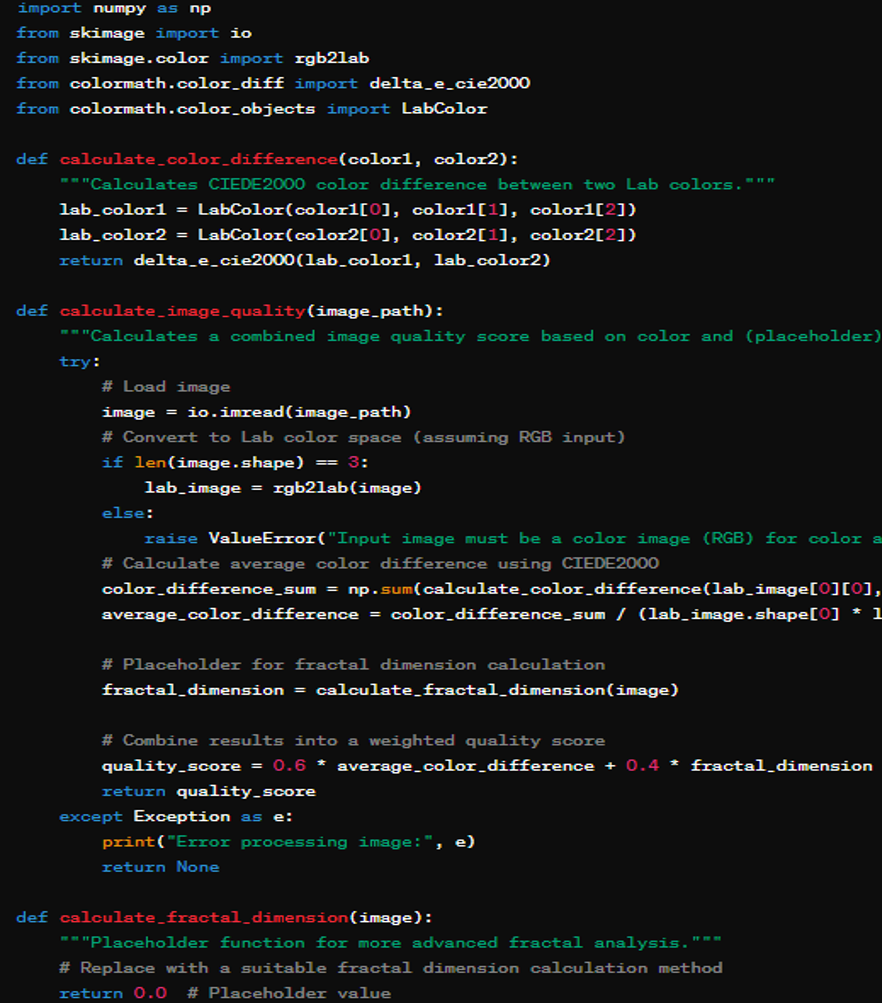 import numpy as np
from skimage import io
from skimage.color import rgb2lab
from colormath.color_diff import delta_e_cie2000
from colormath.color_objects import LabColor

def calculate_color_difference(color1, color2):
    """Calculates CIEDE2000 color difference between two Lab colors."""
    lab_color1 = LabColor(color1[0], color1[1], color1[2])
    lab_color2 = LabColor(color2[0], color2[1], color2[2])
    return delta_e_cie2000(lab_color1, lab_color2)

def calculate_image_quality(image_path):
    """Calculates a combined image quality score based on color and (placeholder)
    try:
        # Load image
        image = io.imread(image_path)
        # Convert to Lab color space (assuming RGB input)
        if len(image.shape) == 3:
            lab_image = rgb2lab(image)
        else:
            raise ValueError("Input image must be a color image (RGB) for color a
        # Calculate average color difference using CIEDE2000
        color_difference_sum = np.sum(calculate_color_difference(lab_image[0][0],
        average_color_difference = color_difference_sum / (lab_image.shape[0] * l

        # Placeholder for fractal dimension calculation
        fractal_dimension = calculate_fractal_dimension(image)

        # Combine results into a weighted quality score
        quality_score = 0.6 * average_color_difference + 0.4 * fractal_dimension
        return quality_score
    except Exception as e:
        print("Error processing image:", e)
        return None

def calculate_fractal_dimension(image):
    """Placeholder function for more advanced fractal analysis."""
    # Replace with a suitable fractal dimension calculation method
    return 0.0  # Placeholder value